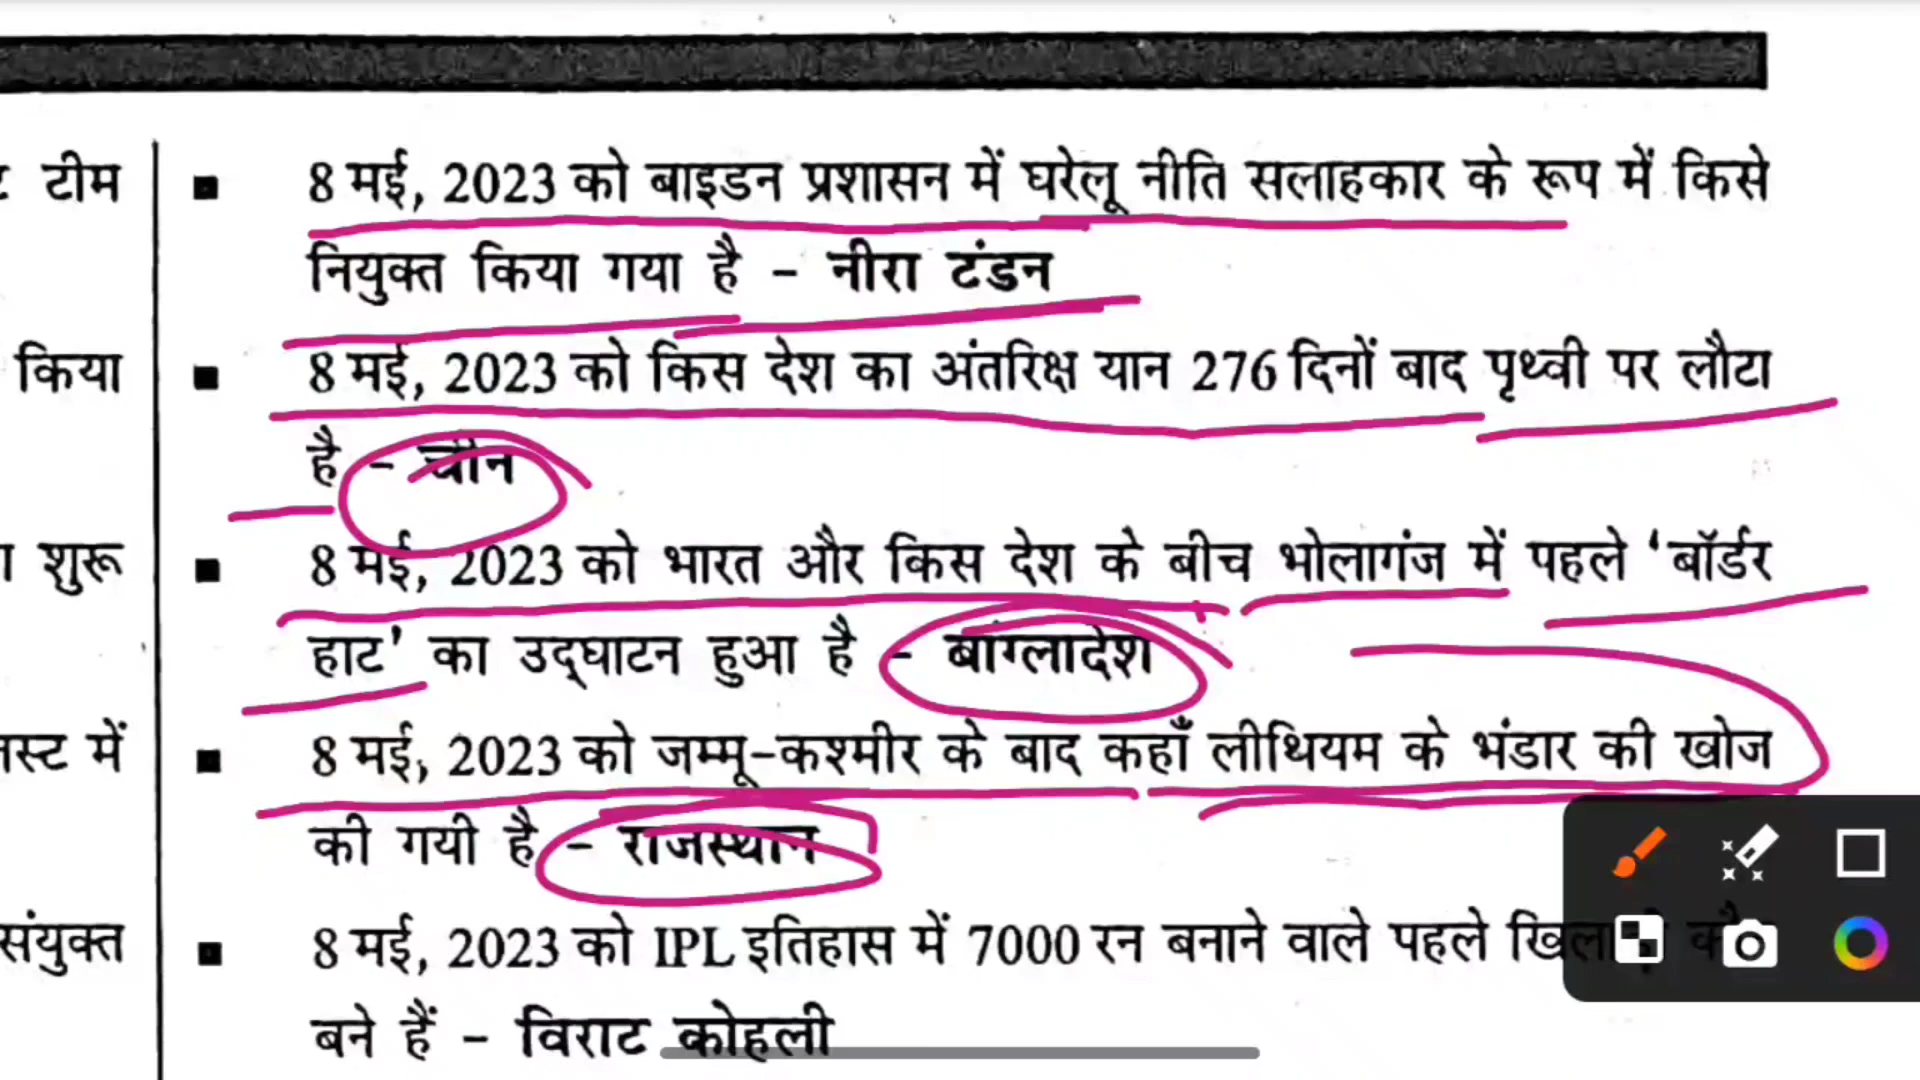 ट टीम
किया
शुरू
स्ट में
संयुक्त
▪ 8 मई, 2023 को बाइडन प्रशासन में घरेलू नीति सलाहकार के रूप में किसे
नियुक्त किया गया है - नीरा टंडन
▪ 8 मई, 2023 को किस देश का अंतरिक्ष यान 276 दिनों बाद पृथ्वी पर लौटा
है - चीन
▪ 8 मई, 2023 को भारत और किस देश के बीच भोलागंज में पहले ‘बॉर्डर
हाट’ का उद्घाटन हुआ है - बांग्लादेश
▪ 8 मई, 2023 को जम्मू-कश्मीर के बाद कहाँ लीथियम के भंडार की खोज
की गयी है - राजस्थान
▪ 8 मई, 2023 को IPL इतिहास में 7000 रन बनाने वाले पहले
बने हैं - विराट कोहली